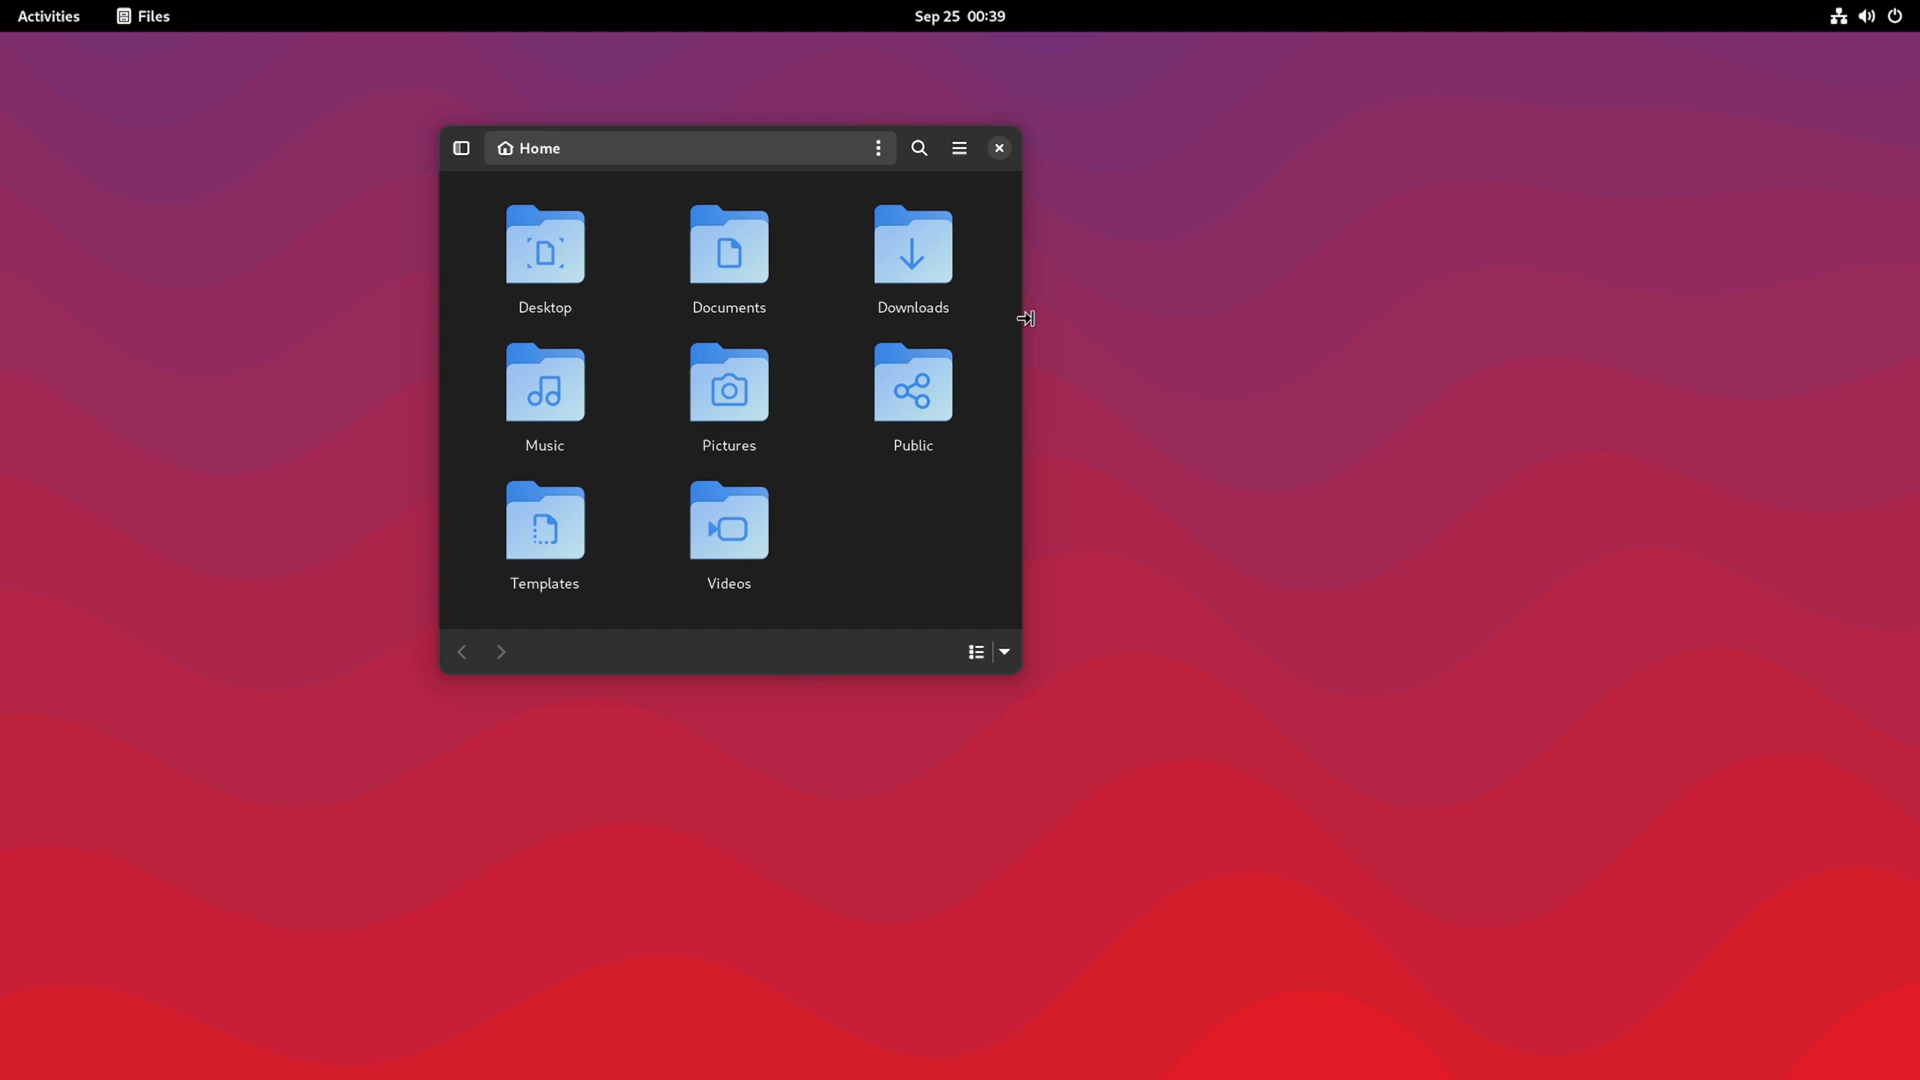 Activities Files Sep 25 00:39
Home
Desktop Documents Downloads
Music Pictures Public
Templates Videos